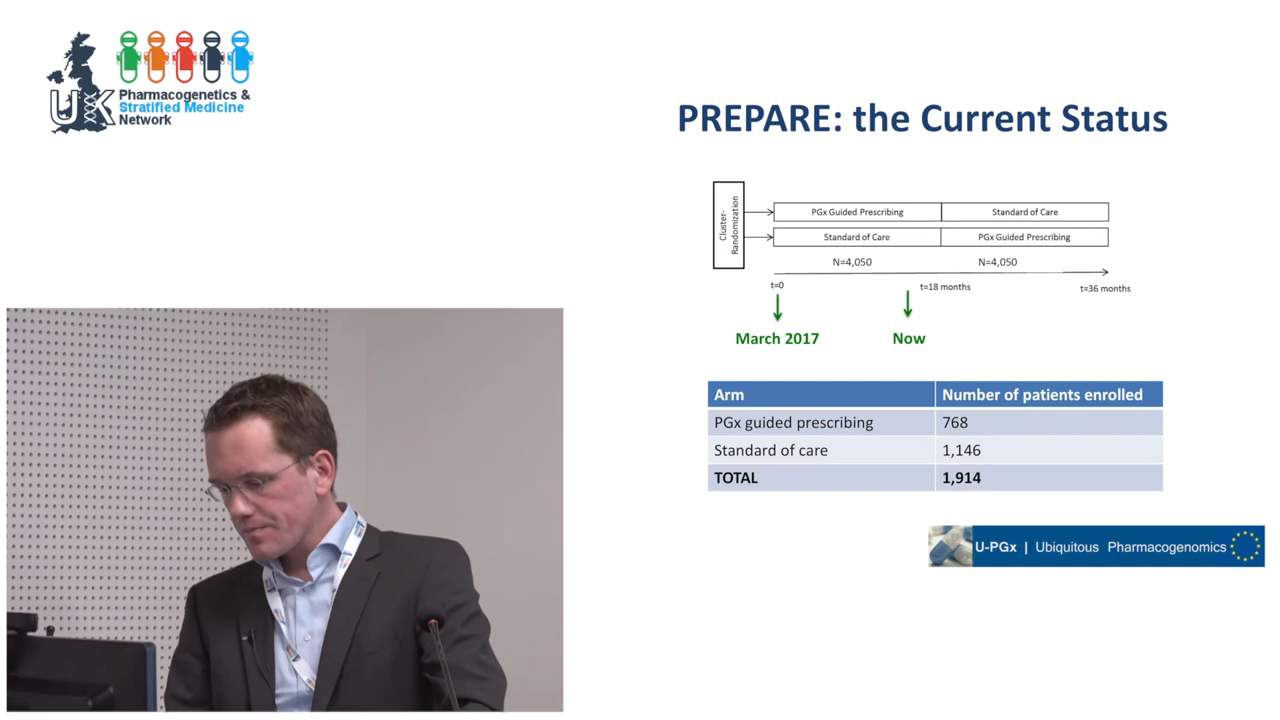 UK
Pharmacogenetics &
Stratified Medicine
Network
PREPARE: the Current Status
Cluster-
Randomization
PGx Guided Prescribing
Standard of Care
Standard of Care
PGx Guided Prescribing
N=4,050
N=4,050
t=0
t=18 months
t=36 months
March 2017
Now
Arm
Number of patients enrolled
PGx guided prescribing
768
Standard of care
1,146
TOTAL
1,914
U-PGx | Ubiquitous Pharmacogenomics